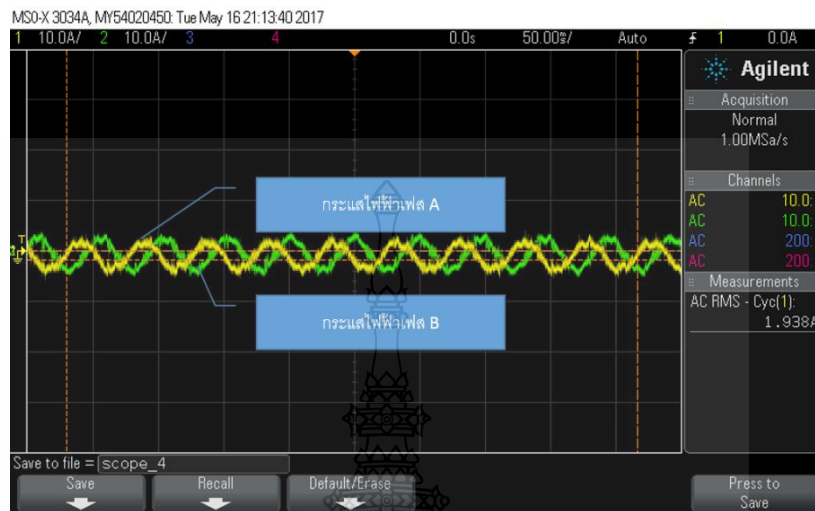 MSO-X 3034A, MY54020450: Tue May 16 21:13:40 2017
1 10.0A/ 2 10.0A/ 3 4 0.0s 50.00ms/ Auto 1 0.0A
Agilent
Acquisition
Normal
1.00MSa/s
Channels
AC 10.0:
AC 10.0:
AC 200:
AC 200:
Measurements
AC RMS - Cyc(1):
1.938A
กระแสไฟฟ้าเฟส A
กระแสไฟฟ้าเฟส B
Save to file = scope_4
Save Recall Default/Erase Press to
Save